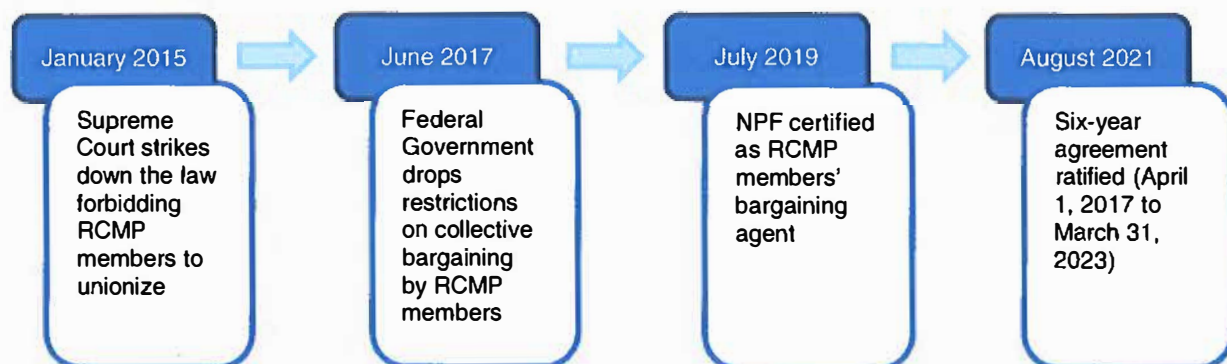 January 2015
Supreme
Court strikes
down the law
forbidding
RCMP
members to
unionize
June 2017
Federal
Government
drops
restrictions
on collective
bargaining
by RCMP
members
July 2019
NPF certified
as RCMP
members'
bargaining
agent
August 2021
Six-year
agreement
ratified (April
1, 2017 to
March 31,
2023)